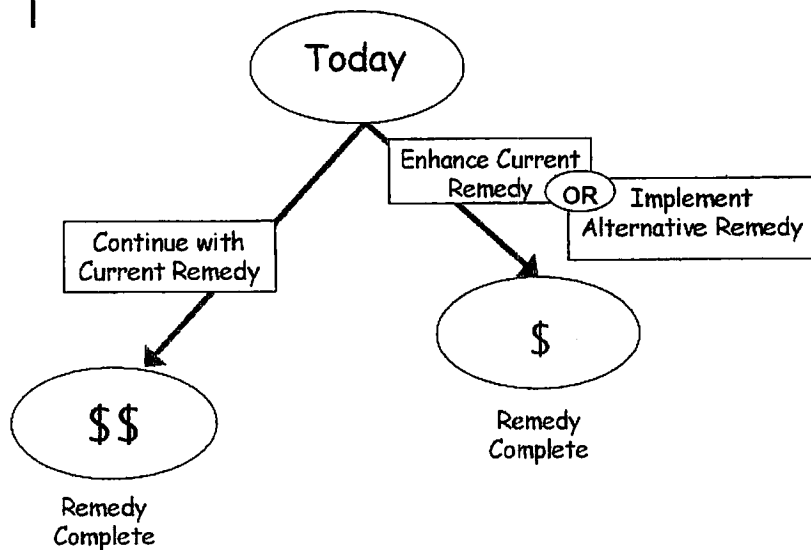 Today
Enhance Current
Remedy
OR
Implement
Alternative Remedy
Continue with
Current Remedy
$
Remedy
Complete
$$
Remedy
Complete